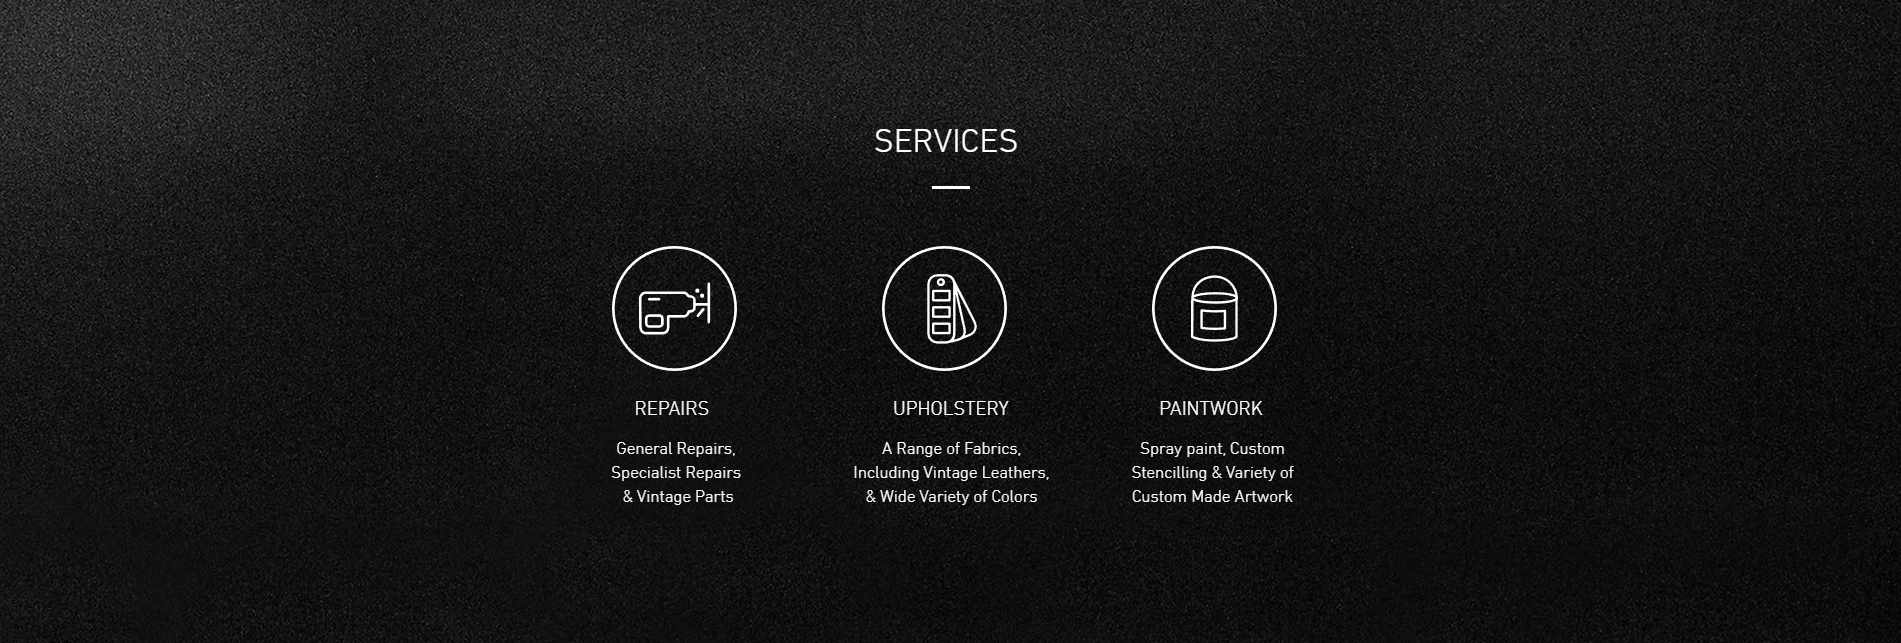 SERVICES
REPAIRS
General Repairs,
Specialist Repairs
& Vintage Parts
UPHOLSTERY
A Range of Fabrics,
Including Vintage Leathers,
& Wide Variety of Colors
PAINTWORK
Spray paint, Custom
Stencilling & Variety of
Custom Made Artwork